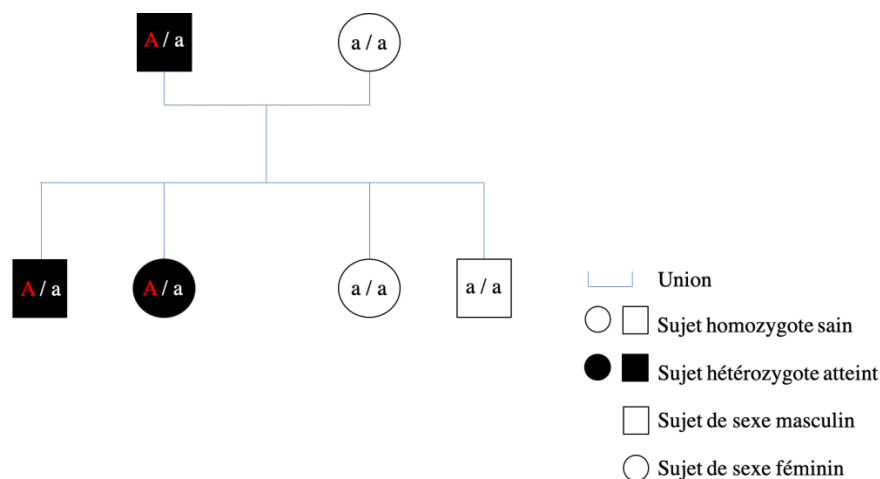 A / a
a / a
A / a
A / a
a / a
a / a
Union
Sujet homozygote sain
Sujet hétérozygote atteint
Sujet de sexe masculin
Sujet de sexe féminin